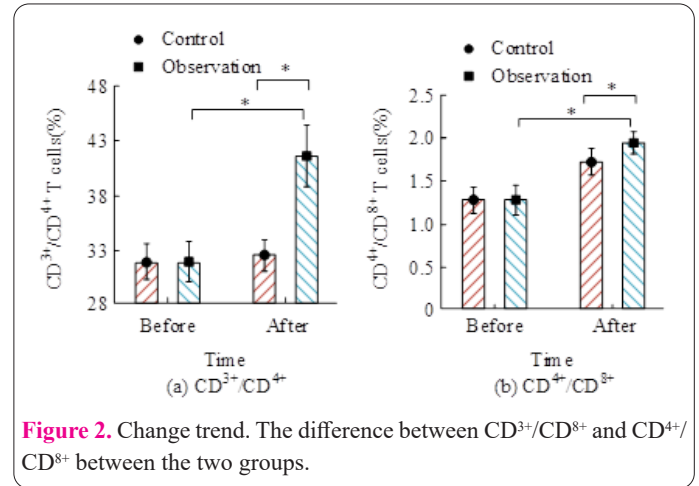 Control
Observation
*
*
48
43
38
33
28
CD³⁺/CD⁴⁺ T cells(%)
Before
After
Time
(a) CD³⁺/CD⁴⁺
Control
Observation
*
*
2.5
2.0
1.5
1.0
0.5
0
CD⁴⁺/CD⁸⁺ T cells(%)
Before
After
Time
(b) CD⁴⁺/CD⁸⁺
Figure 2. Change trend. The difference between CD³⁺/CD⁸⁺ and CD⁴⁺/
CD⁸⁺ between the two groups.